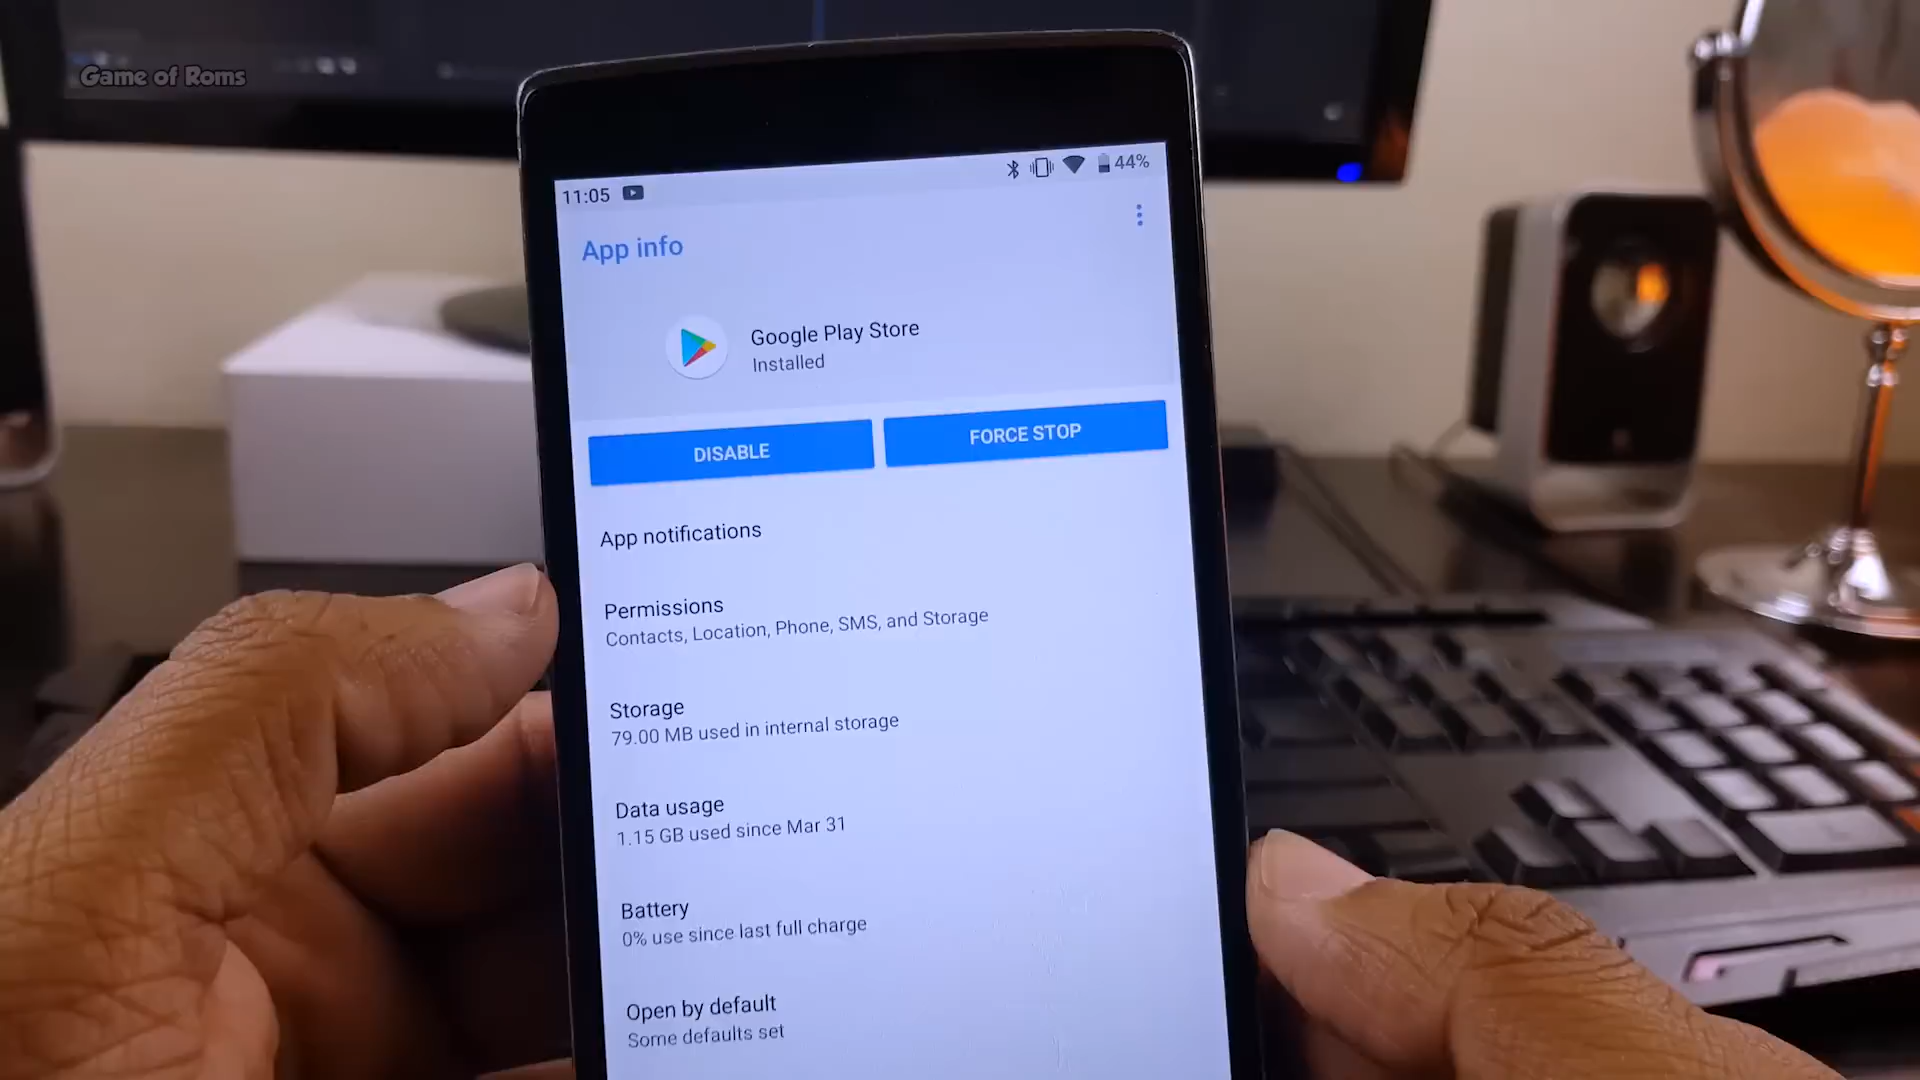 Game of Roms
11:05
44%
App info
Google Play Store
Installed
DISABLE
FORCE STOP
App notifications
Permissions
Contacts, Location, Phone, SMS, and Storage
Storage
79.00 MB used in internal storage
Data usage
1.15 GB used since Mar 31
Battery
0% use since last full charge
Open by default
Some defaults set